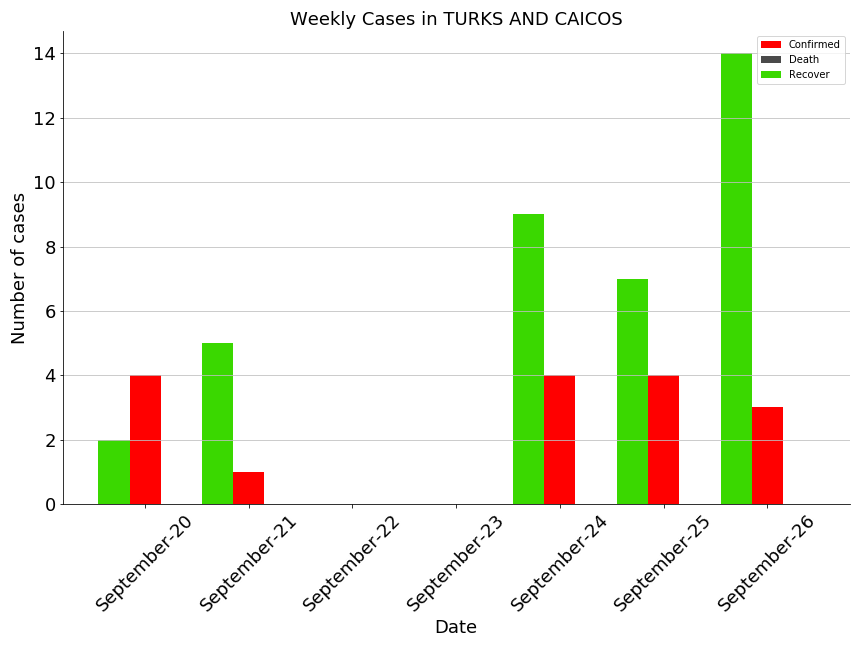 Weekly Cases in TURKS AND CAICOS
Confirmed
Death
Recover
Number of cases
14
12
10
8
6
4
2
0
September-20
September-21
September-22
September-23
September-24
September-25
September-26
Date